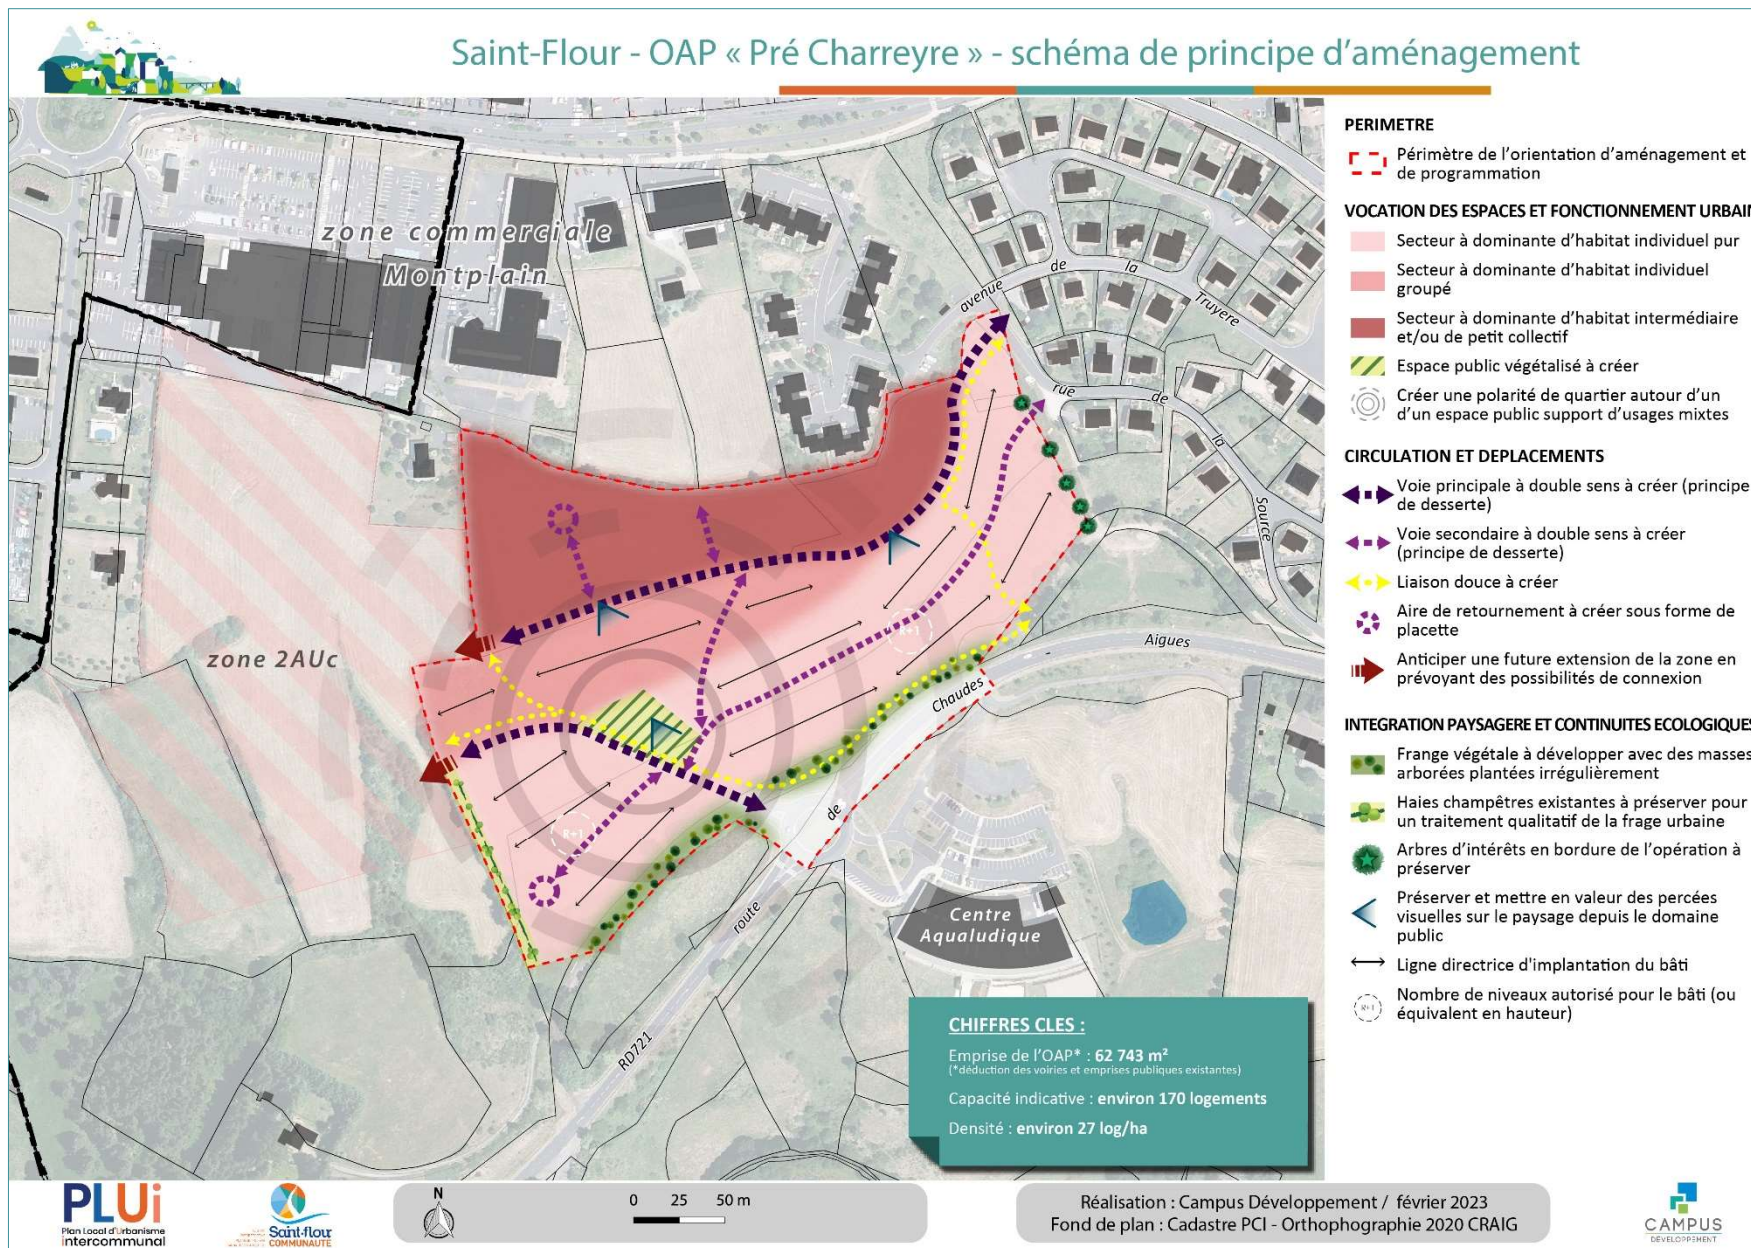 Saint-Flour - OAP « Pré Charreyre » - schéma de principe d'aménagement
zone commerciale
Montplain
avenue de la Truyere
rue de la Source
zone 2AUc
R+1
R+1
Aigues
Chaudes
de
route
RD721
Centre
Aqualudique
PERIMETRE
Périmètre de l'orientation d'aménagement et
de programmation
VOCATION DES ESPACES ET FONCTIONNEMENT URBAIN
Secteur à dominante d'habitat individuel pur
Secteur à dominante d'habitat individuel
groupé
Secteur à dominante d'habitat intermédiaire
et/ou de petit collectif
Espace public végétalisé à créer
Créer une polarité de quartier autour d'un
d'un espace public support d'usages mixtes
CIRCULATION ET DEPLACEMENTS
Voie principale à double sens à créer (principe
de desserte)
Voie secondaire à double sens à créer
(principe de desserte)
Liaison douce à créer
Aire de retournement à créer sous forme de
placette
Anticiper une future extension de la zone en
prévoyant des possibilités de connexion
INTEGRATION PAYSAGERE ET CONTINUITES ECOLOGIQUES
Frange végétale à développer avec des masses
arborées plantées irrégulièrement
Haies champêtres existantes à préserver pour
un traitement qualitatif de la frage urbaine
Arbres d'intérêts en bordure de l'opération à
préserver
Préserver et mettre en valeur des percées
visuelles sur le paysage depuis le domaine
public
Ligne directrice d'implantation du bâti
R+1
Nombre de niveaux autorisé pour le bâti (ou
équivalent en hauteur)
CHIFFRES CLES :
Emprise de l'OAP* : 62 743 m²
(*déduction des voiries et emprises publiques existantes)
Capacité indicative : environ 170 logements
Densité : environ 27 log/ha
PLUi
Plan Local d'Urbanisme
intercommunal
Saint-flour
COMMUNAUTÉ
N
0 25 50 m
Réalisation : Campus Développement / février 2023
Fond de plan : Cadastre PCI - Orthophographie 2020 CRAIG
CAMPUS
DÉVELOPPEMENT